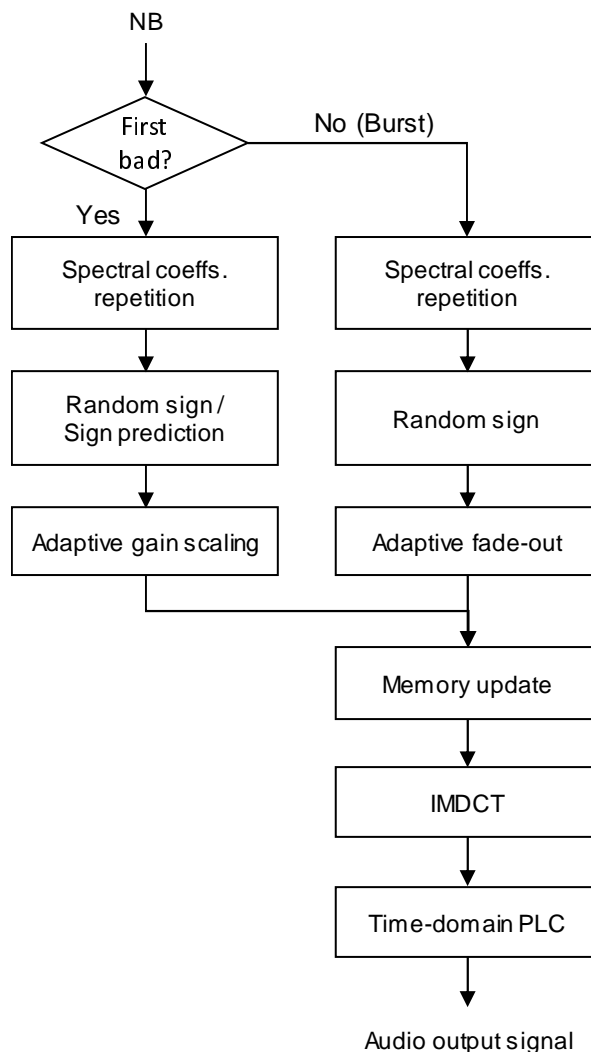 NB
First
bad?
No (Burst)
Yes
Spectral coeffs.
repetition
Spectral coeffs.
repetition
Random sign /
Sign prediction
Random sign
Adaptive gain scaling
Adaptive fade-out
Memory update
IMDCT
Time-domain PLC
Audio output signal